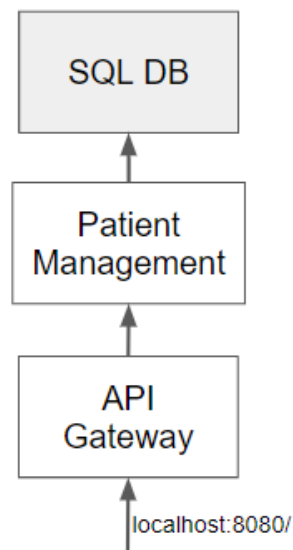 SQL DB
Patient
Management
API
Gateway
localhost:8080/